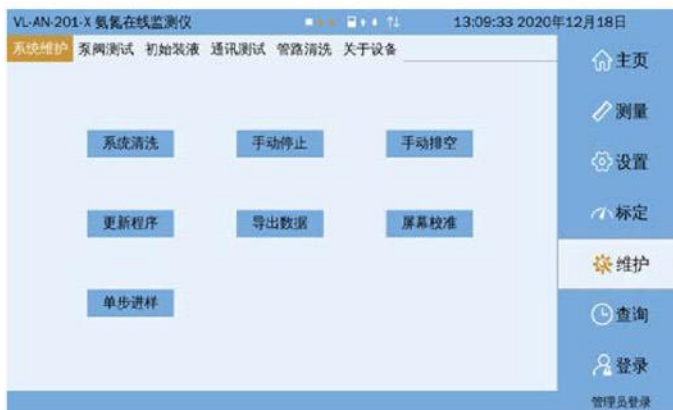 VL-AN-201-X 氨氮在线监测仪 13:09:33 2020年12月18日
系统维护 泵阀测试 初始装液 通讯测试 管路清洗 关于设备
主页
测量
系统清洗 手动停止 手动排空
设置
更新程序 导出数据 屏幕校准
标定
维护
单步进样
查询
登录
管理员登录